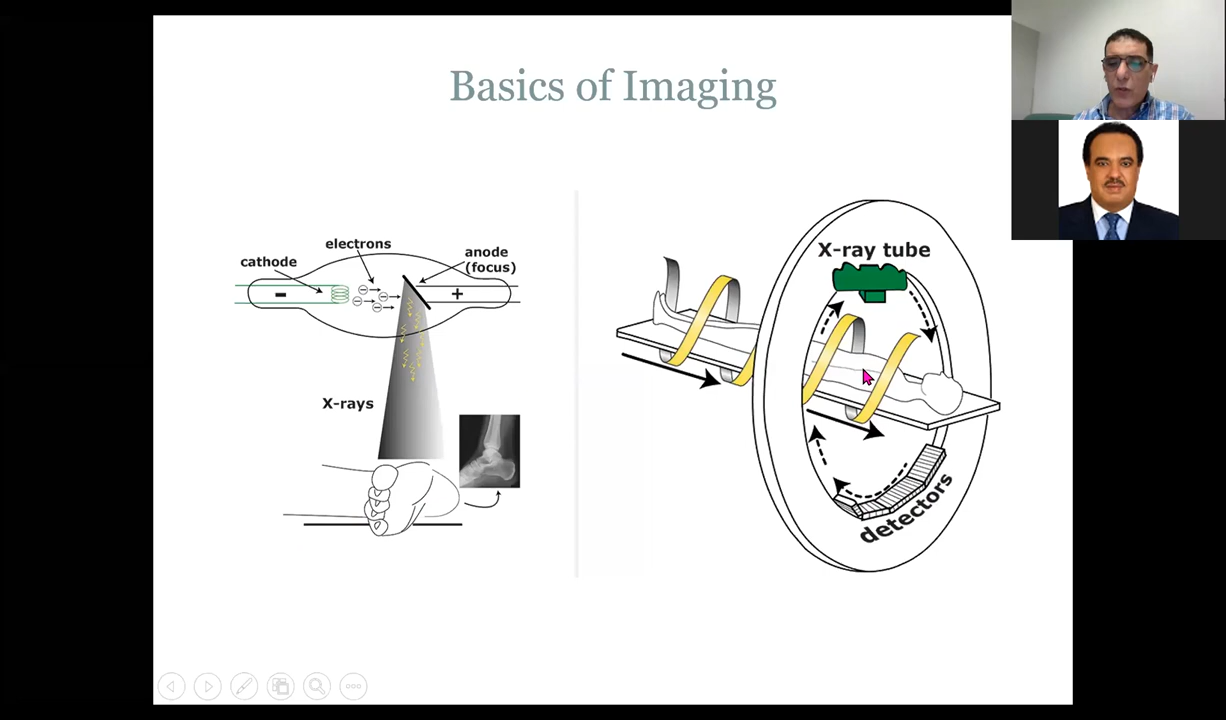 Basics of Imaging
electrons
cathode
anode
(focus)
-
+
X-rays
X-ray tube
detectors